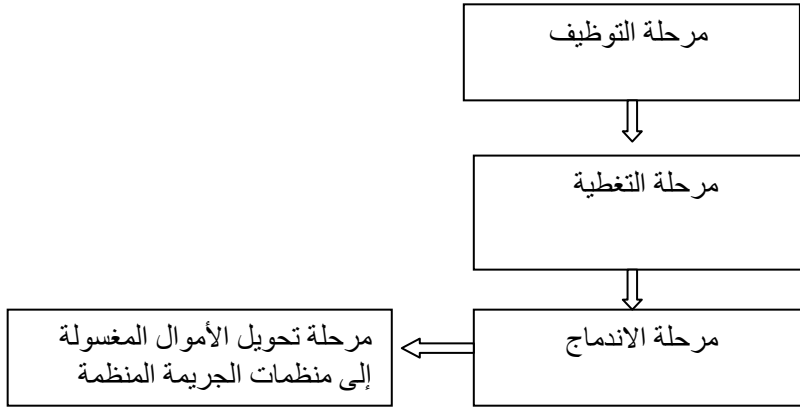 مرحلة التوظيف
مرحلة التغطية
مرحلة الاندماج
مرحلة تحويل الأموال المغسولة
إلى منظمات الجريمة المنظمة